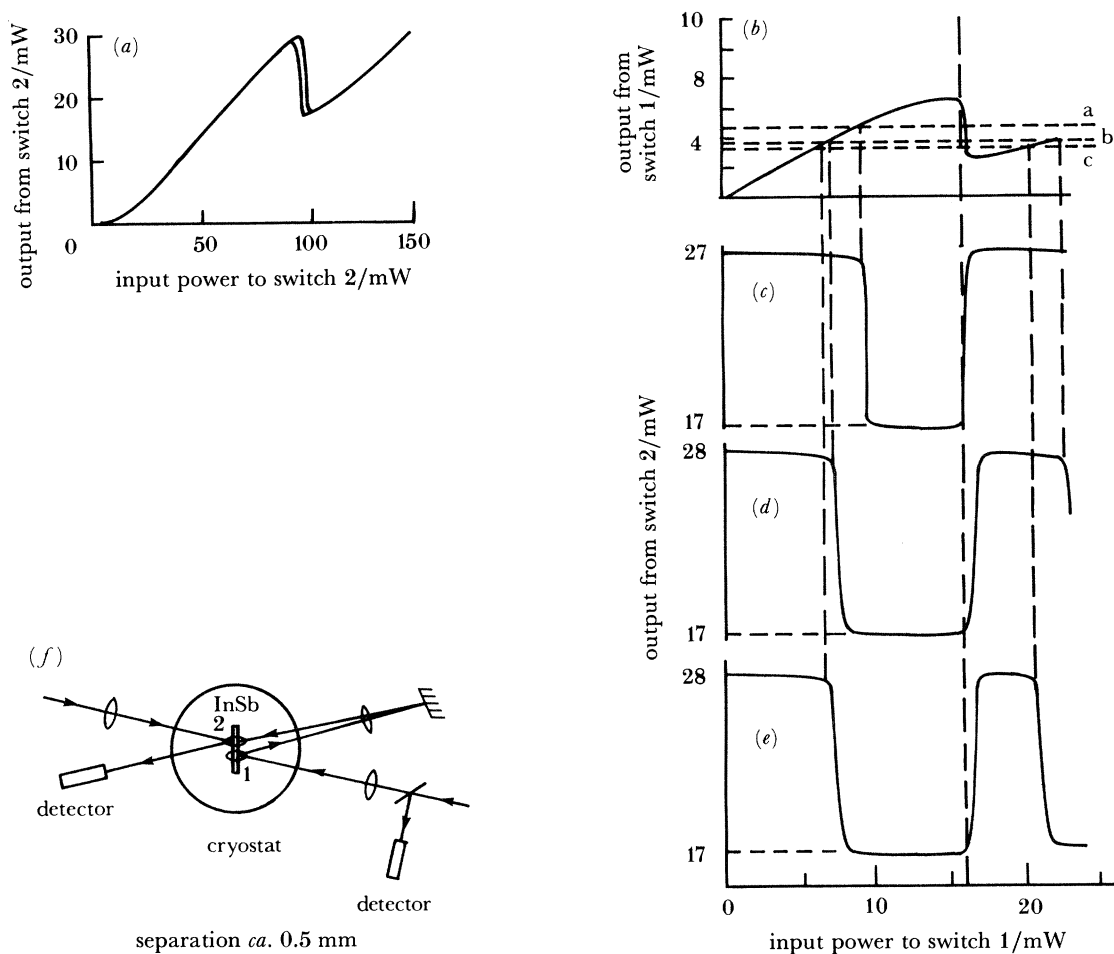 output from switch 2/mW
(a)
30
20
10
0
50
100
150
input power to switch 2/mW
output from
switch 1/mW
(b)
10
8
4
a
b
c
output from switch 2/mW
27
(c)
17
28
(d)
17
28
(e)
17
0
10
20
input power to switch 1/mW
(f)
InSb
2
1
detector
cryostat
detector
separation ca. 0.5 mm